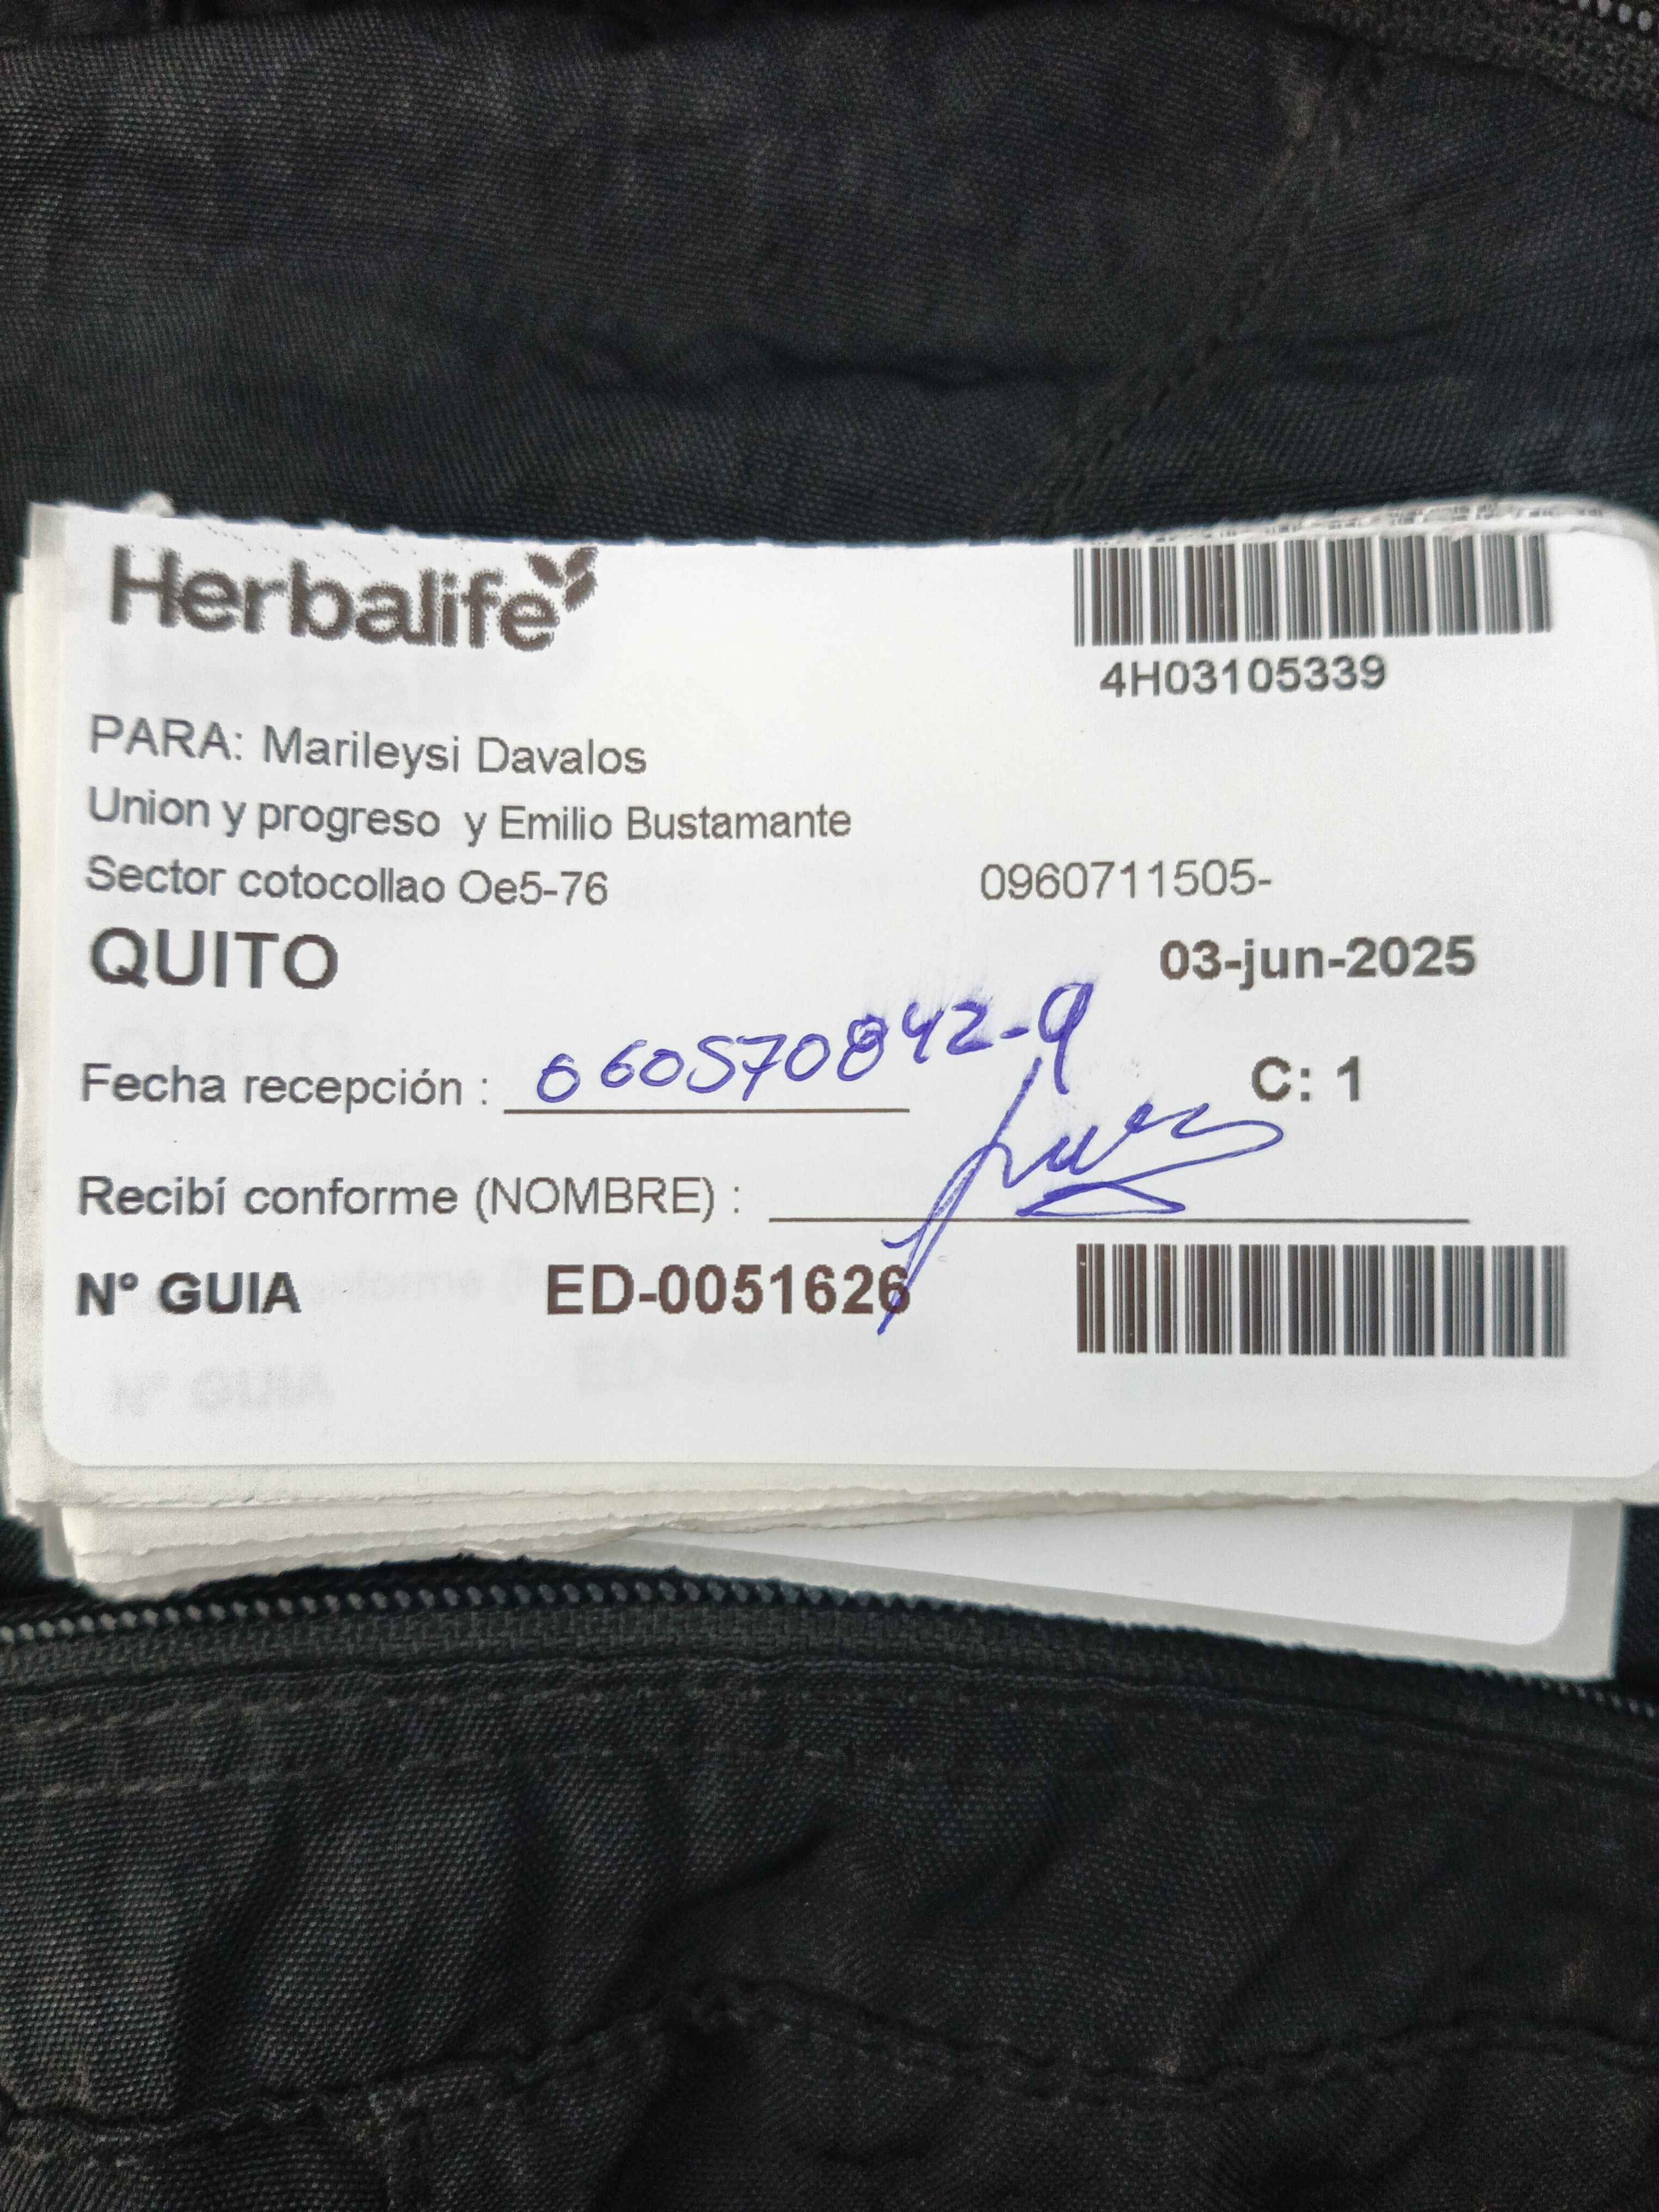 Herbalife
4H03105339
PARA: Marileysi Davalos
Union y progreso y Emilio Bustamante
Sector cotocollao Oe5-76 0960711505-
QUITO 03-jun-2025
Fecha recepción : 060570842-9 C: 1
Recibí conforme (NOMBRE) :
N° GUIA ED-0051626